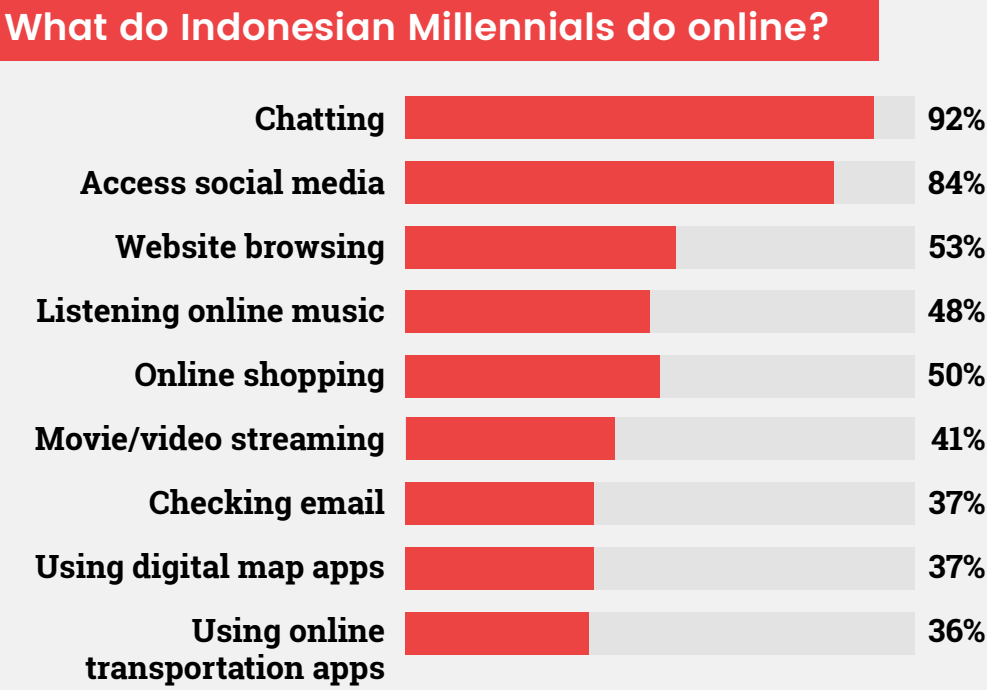 What do Indonesian Millennials do online?
Chatting 92%
Access social media 84%
Website browsing 53%
Listening online music 48%
Online shopping 50%
Movie/video streaming 41%
Checking email 37%
Using digital map apps 37%
Using online 36%
transportation apps